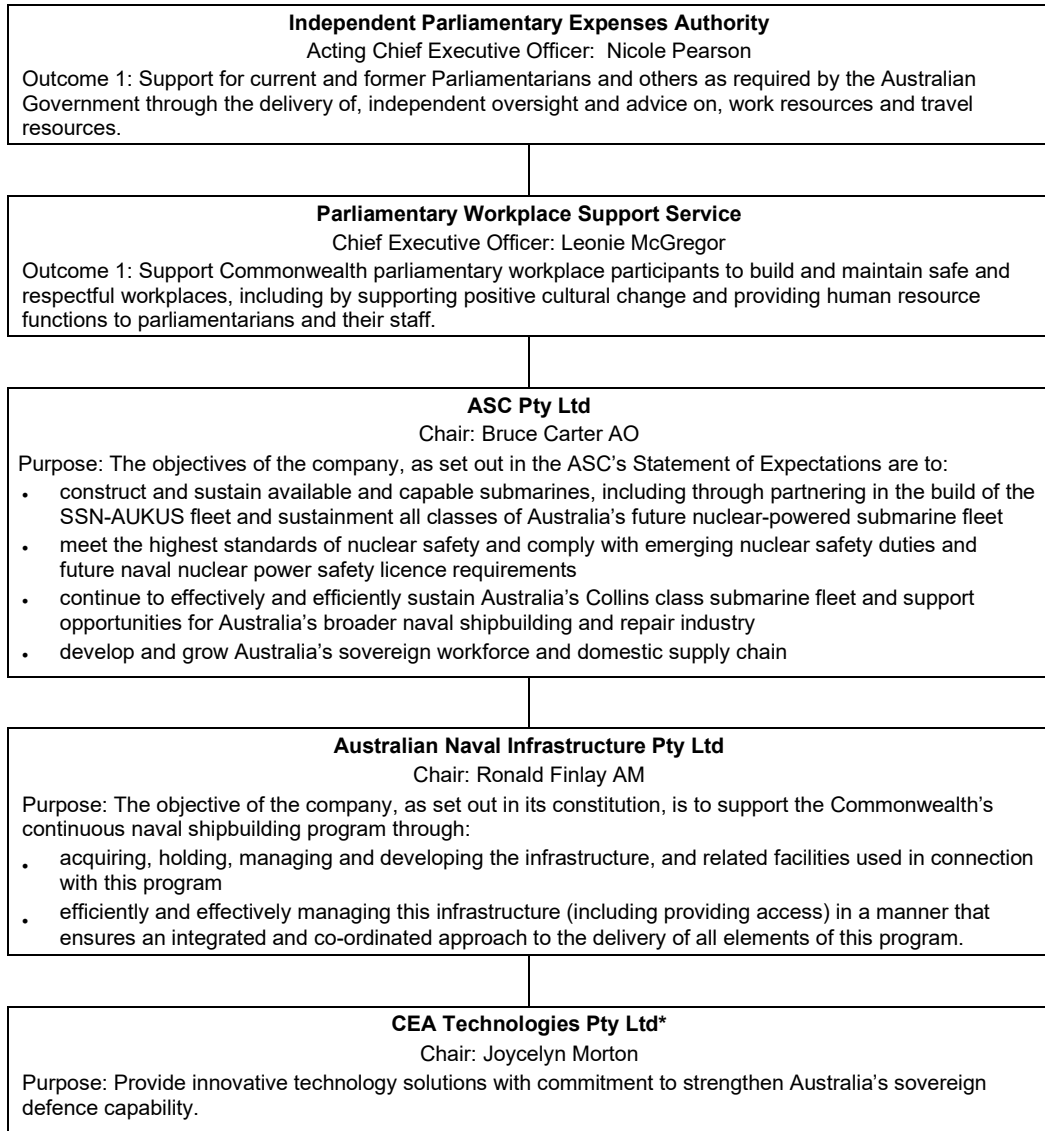 Independent Parliamentary Expenses Authority
Acting Chief Executive Officer:  Nicole Pearson
Outcome 1: Support for current and former Parliamentarians and others as required by the Australian
Government through the delivery of, independent oversight and advice on, work resources and travel
resources.
Parliamentary Workplace Support Service
Chief Executive Officer: Leonie McGregor
Outcome 1: Support Commonwealth parliamentary workplace participants to build and maintain safe and
respectful workplaces, including by supporting positive cultural change and providing human resource
functions to parliamentarians and their staff.
ASC Pty Ltd
Chair: Bruce Carter AO
Purpose: The objectives of the company, as set out in the ASC's Statement of Expectations are to:
• construct and sustain available and capable submarines, including through partnering in the build of the
SSN-AUKUS fleet and sustainment all classes of Australia's future nuclear-powered submarine fleet
• meet the highest standards of nuclear safety and comply with emerging nuclear safety duties and
future naval nuclear power safety licence requirements
• continue to effectively and efficiently sustain Australia's Collins class submarine fleet and support
opportunities for Australia's broader naval shipbuilding and repair industry
• develop and grow Australia's sovereign workforce and domestic supply chain
Australian Naval Infrastructure Pty Ltd
Chair: Ronald Finlay AM
Purpose: The objective of the company, as set out in its constitution, is to support the Commonwealth's
continuous naval shipbuilding program through:
• acquiring, holding, managing and developing the infrastructure, and related facilities used in connection
with this program
• efficiently and effectively managing this infrastructure (including providing access) in a manner that
ensures an integrated and co-ordinated approach to the delivery of all elements of this program.
CEA Technologies Pty Ltd*
Chair: Joycelyn Morton
Purpose: Provide innovative technology solutions with commitment to strengthen Australia's sovereign
defence capability.